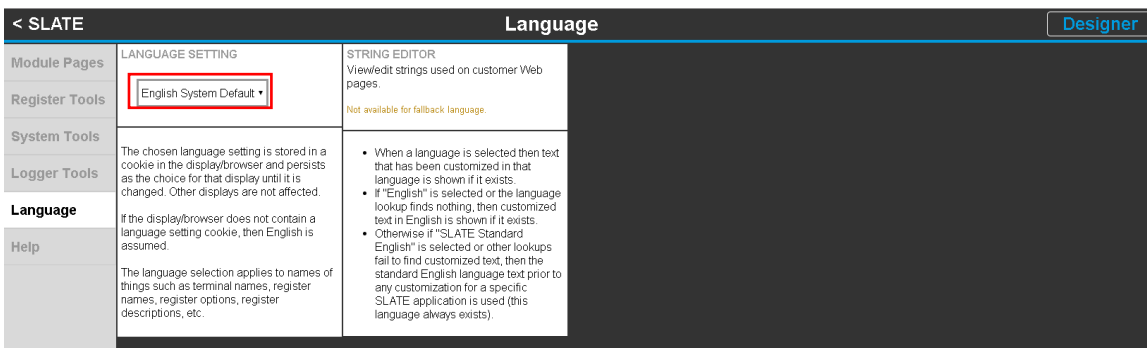 < SLATE
Language
Designer
Module Pages
Register Tools
System Tools
Logger Tools
Language
Help
LANGUAGE SETTING
English System Default
The chosen language setting is stored in a
cookie in the display/browser and persists
as the choice for that display until it is
changed. Other displays are not affected.
If the display/browser does not contain a
language setting cookie, then English is
assumed.
The language selection applies to names of
things such as terminal names, register
names, register options, register
descriptions, etc.
STRING EDITOR
View/edit strings used on customer Web
pages.
Not available for fallback language.
• When a language is selected then text
that has been customized in that
language is shown if it exists.
• If "English" is selected or the language
lookup finds nothing, then customized
text in English is shown if it exists.
• Otherwise if "SLATE Standard
English" is selected or other lookups
fail to find customized text, then the
standard English language text prior to
any customization for a specific
SLATE application is used (this
language always exists).